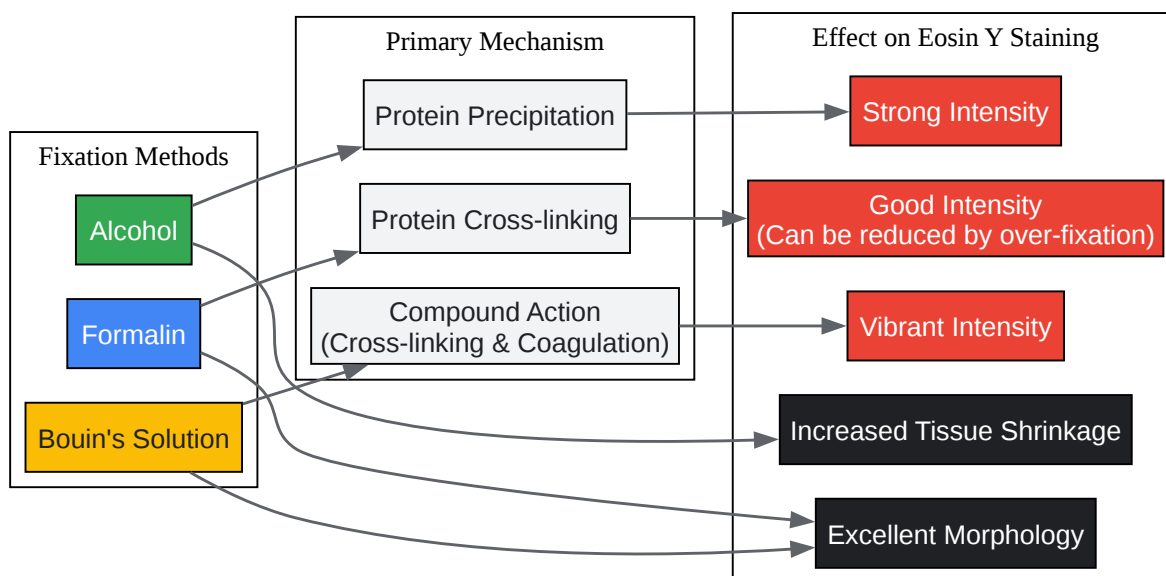 Fixation Methods
Alcohol
Formalin
Bouin's Solution
Primary Mechanism
Protein Precipitation
Protein Cross-linking
Compound Action
(Cross-linking & Coagulation)
Effect on Eosin Y Staining
Strong Intensity
Good Intensity
(Can be reduced by over-fixation)
Vibrant Intensity
Increased Tissue Shrinkage
Excellent Morphology